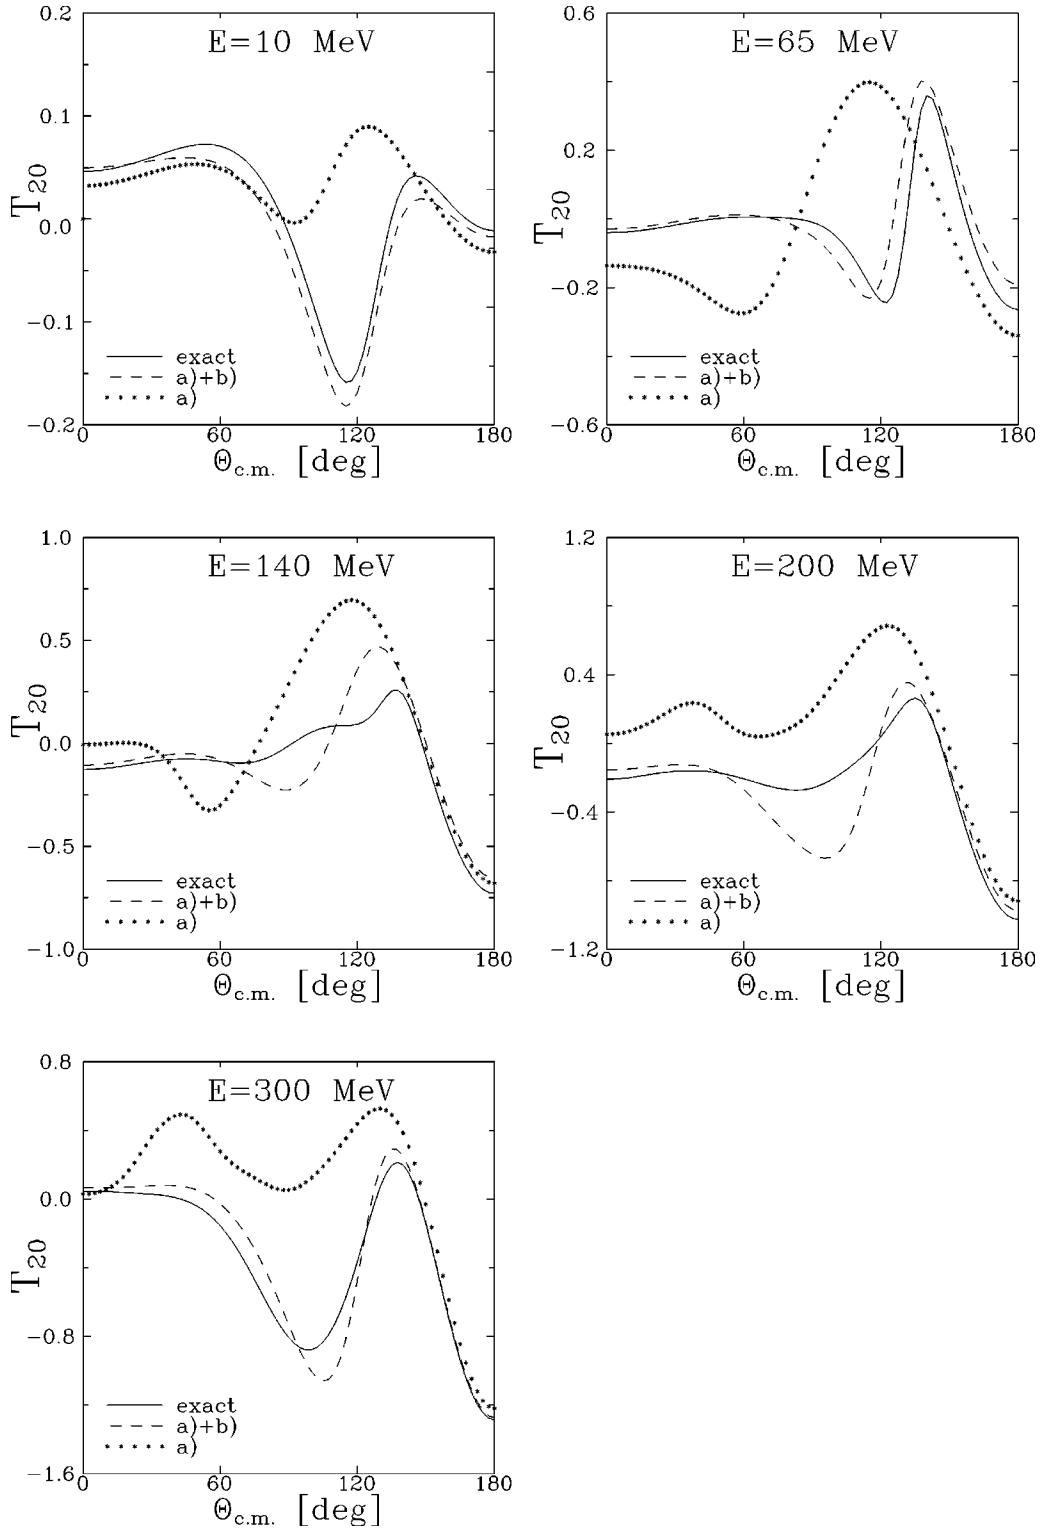 E=10 MeV
0.2
0.1
0.0
−0.1
−0.2
T20
exact
a)+b)
a)
0 60 120 180
Θc.m. [deg]
E=65 MeV
0.6
0.2
−0.2
−0.6
T20
exact
a)+b)
a)
0 60 120 180
Θc.m. [deg]
E=140 MeV
1.0
0.5
0.0
−0.5
−1.0
T20
exact
a)+b)
a)
0 60 120 180
Θc.m. [deg]
E=200 MeV
1.2
0.4
−0.4
−1.2
T20
exact
a)+b)
a)
0 60 120 180
Θc.m. [deg]
E=300 MeV
0.8
0.0
−0.8
−1.6
T20
exact
a)+b)
a)
0 60 120 180
Θc.m. [deg]